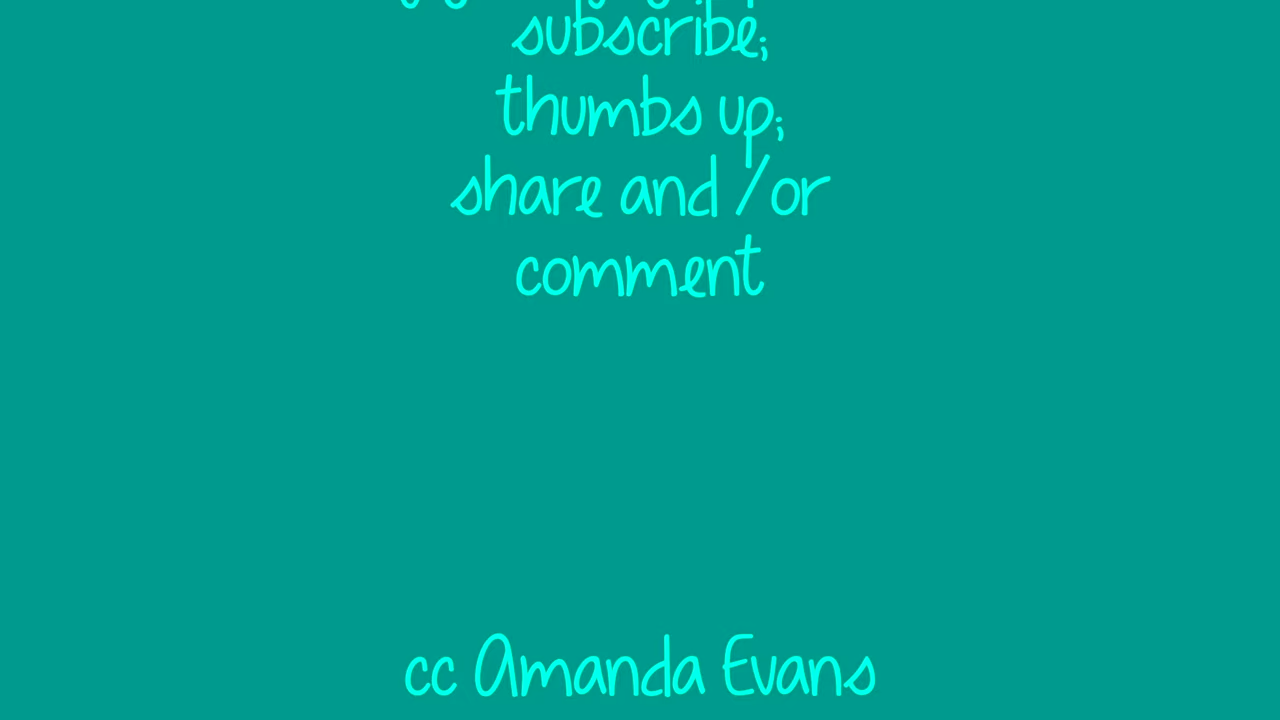 subscribe;
thumbs up;
share and /or
comment
cc Amanda Evans